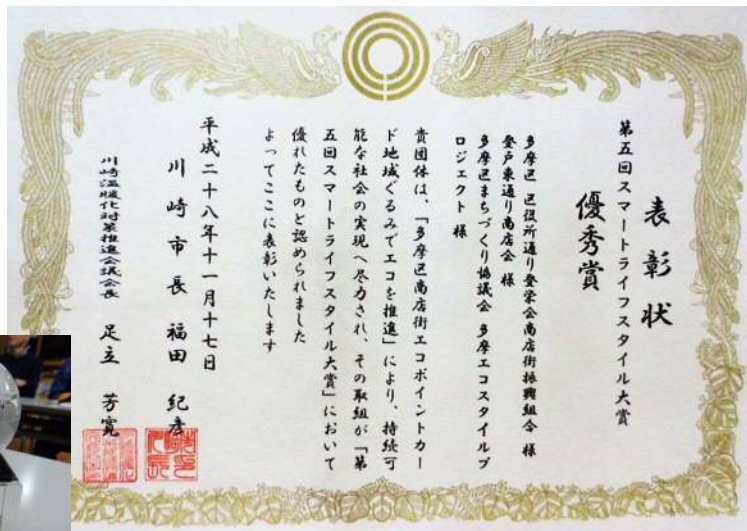 表彰状
第五回スマートライフスタイル大賞
優秀賞
多摩区 区役所通り登栄会商店街振興組合 様
登戸東通り商店会 様
多摩区まちづくり協議会 多摩エコスタイルプ
ロジェクト 様
貴団体は、「多摩区商店街エコポイントカー
ド地域ぐるみでエコを推進」により、持続可
能な社会の実現へ尽力され、その取組が「第
五回スマートライフスタイル大賞」において
優れたものと認められました
よってここに表彰いたします
平成二十八年十一月十七日
川崎市長 福田 紀彦
川崎温暖化対策推進会議会長 足立 芳寛